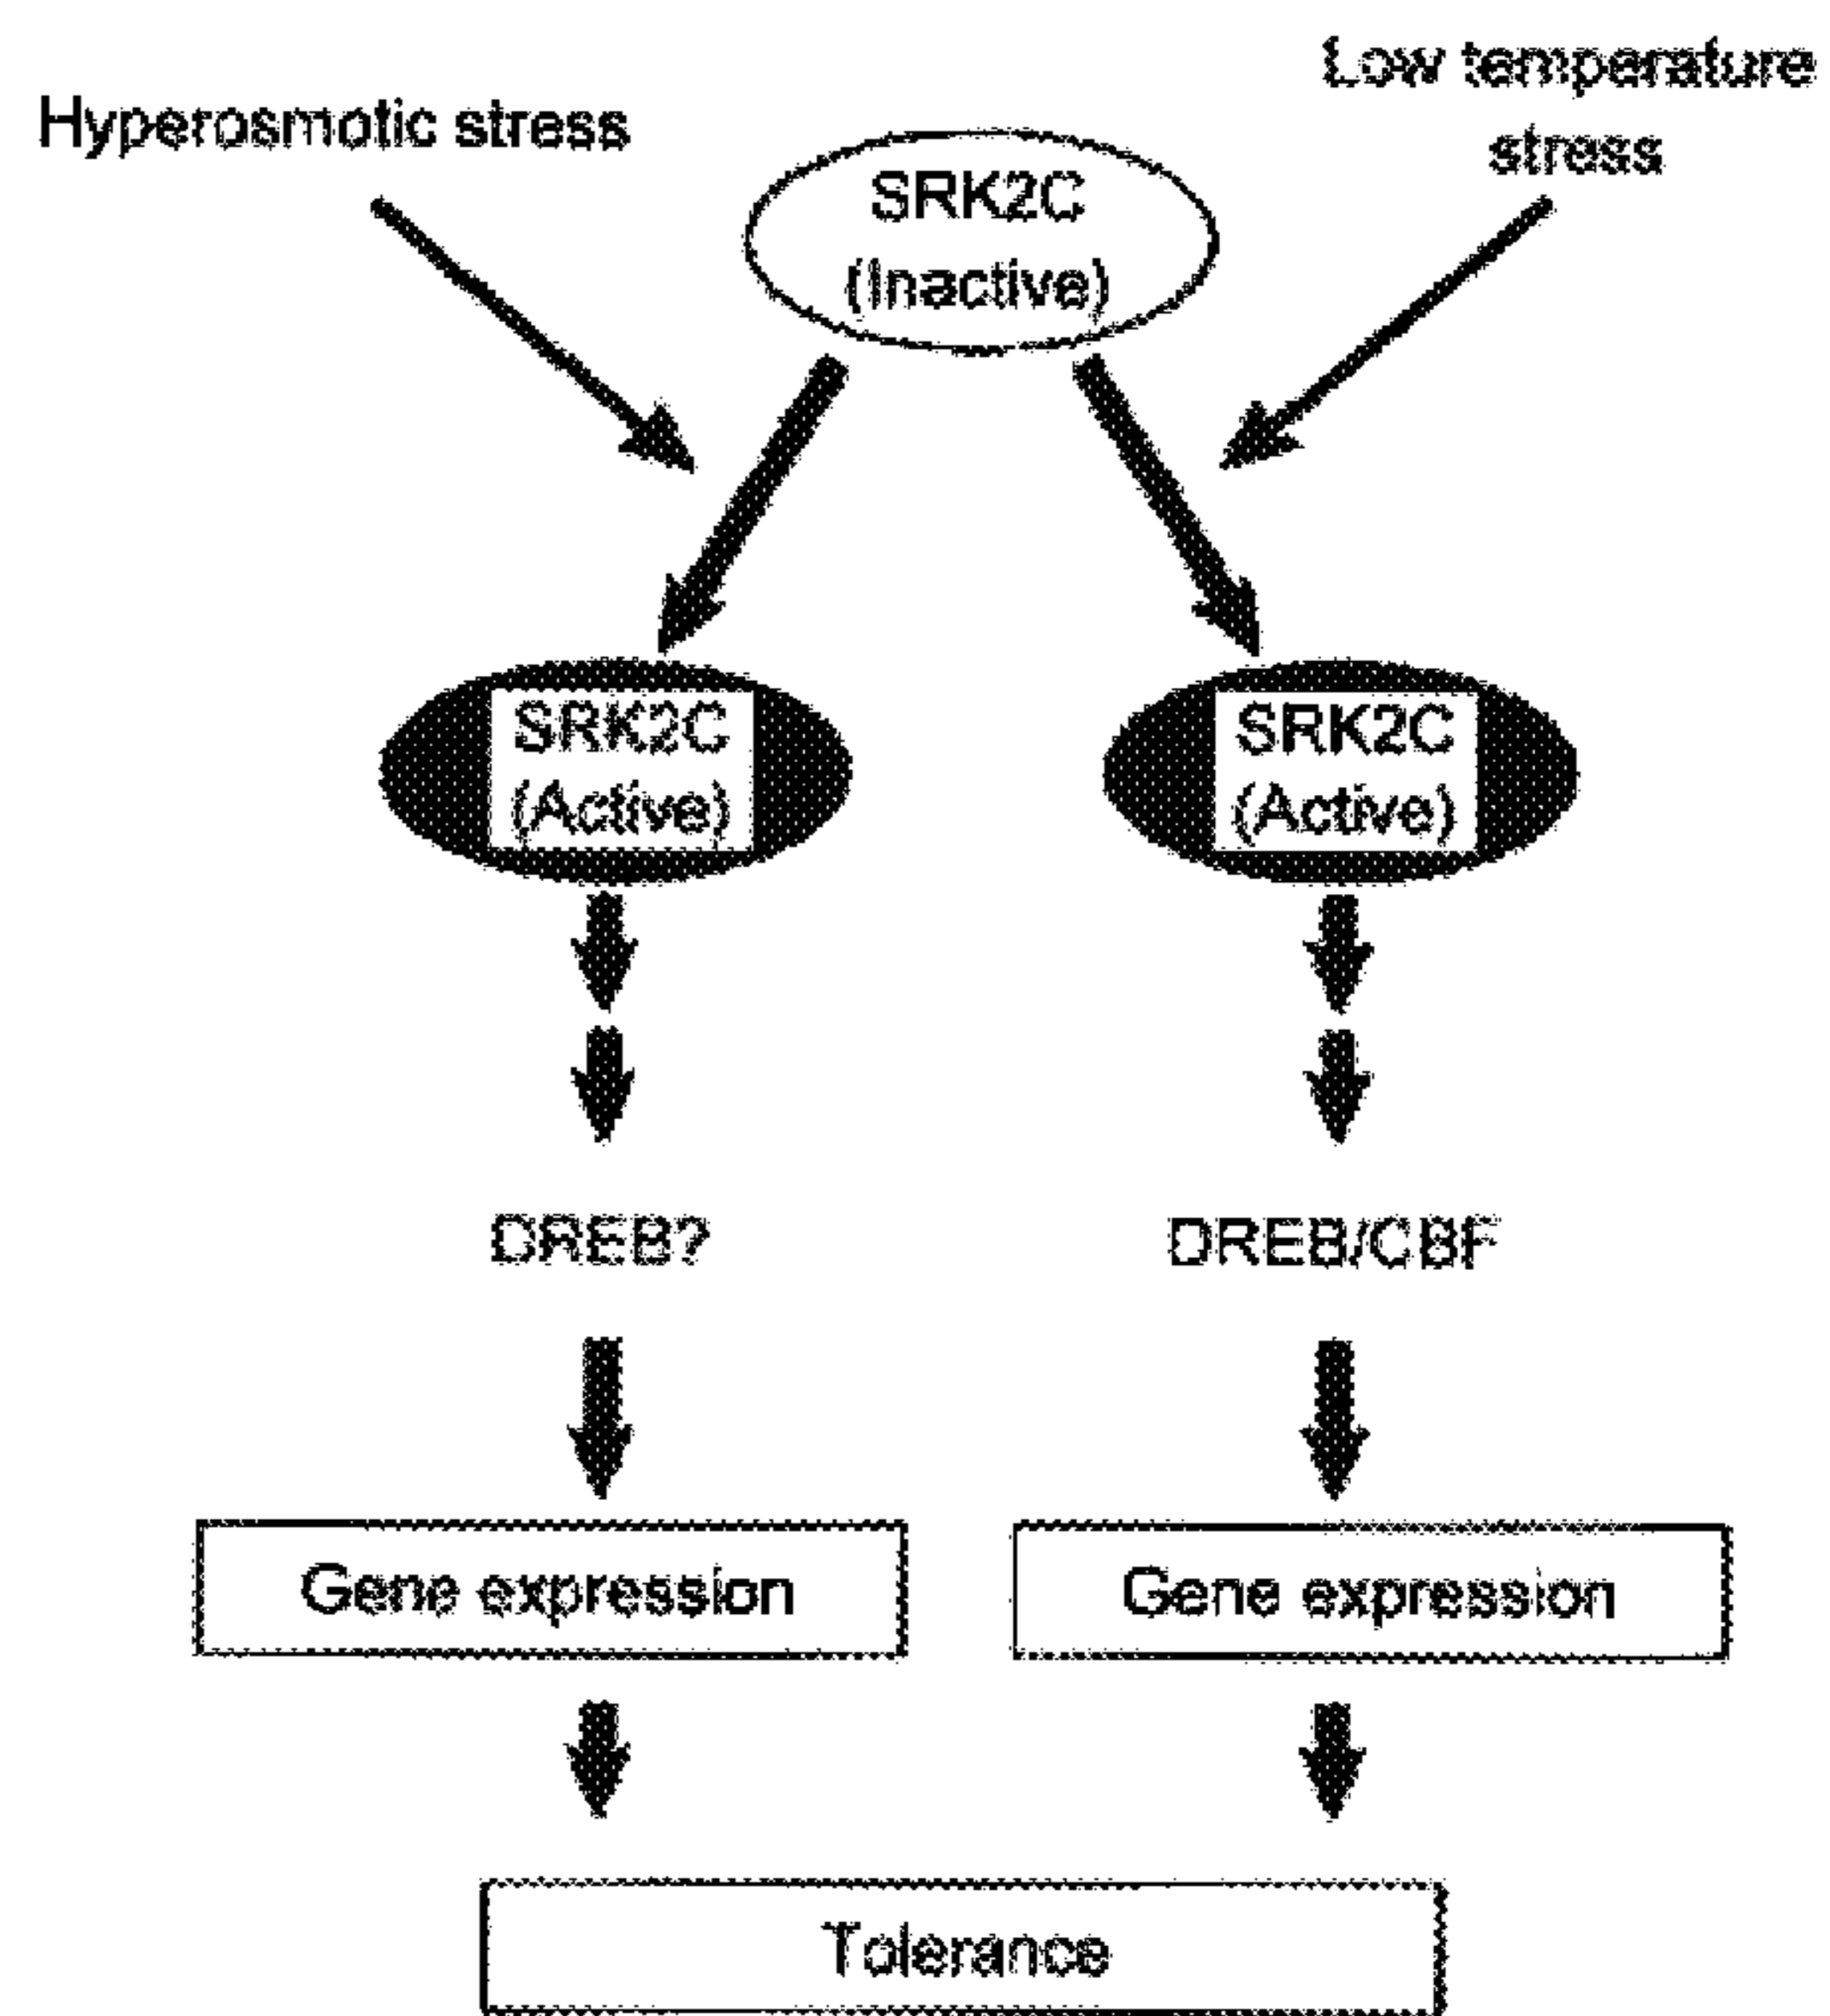 Low temperature
stress
Hyperosmotic stress
SRK2C
(Inactive)
SRK2C
(Active)
SRK2C
(Active)
DREB?
DREB/CBF
Gene expression
Gene expression
Tolerance